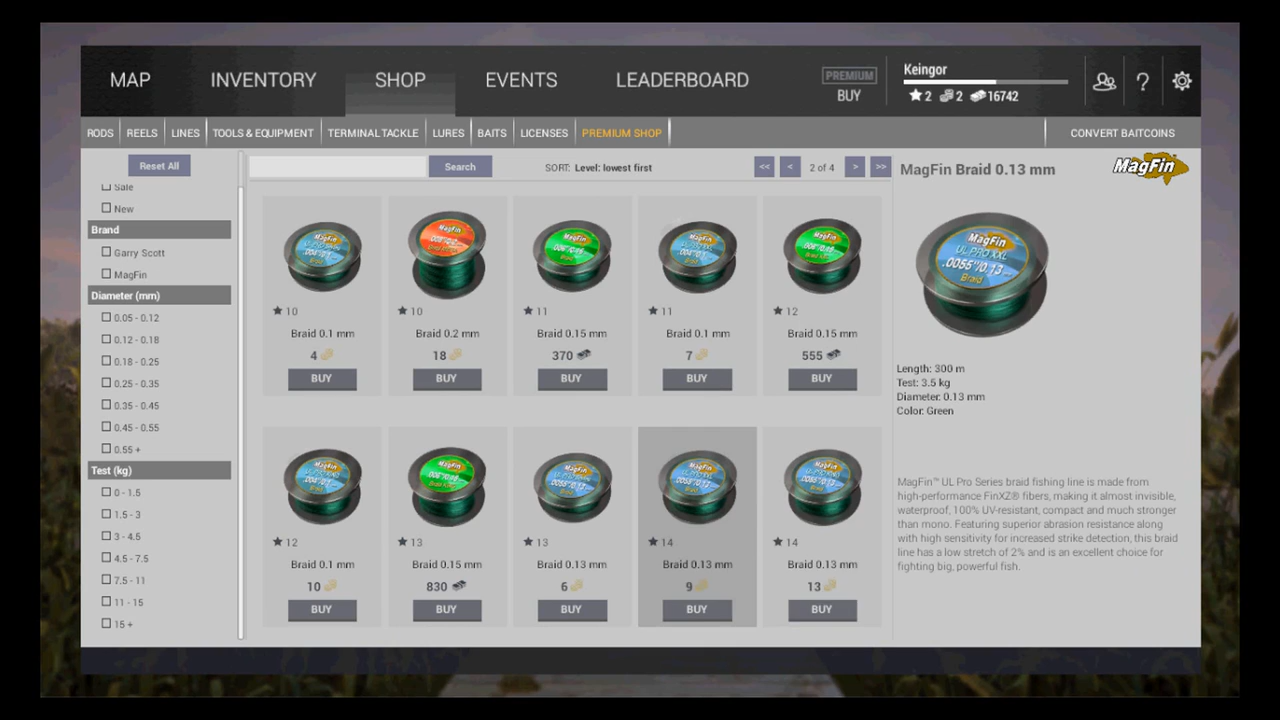 MAP
INVENTORY
SHOP
EVENTS
LEADERBOARD
PREMIUM
BUY
Keingor
2
2
16742
?
RODS
REELS
LINES
TOOLS & EQUIPMENT
TERMINAL TACKLE
LURES
BAITS
LICENSES
PREMIUM SHOP
CONVERT BAITCOINS
Reset All
Search
SORT: Level: lowest first
<<
<
2 of 4
>
>>
Sale
New
Brand
Garry Scott
MagFin
Diameter (mm)
0.05 - 0.12
0.12 - 0.18
0.18 - 0.25
0.25 - 0.35
0.35 - 0.45
0.45 - 0.55
0.55 +
Test (kg)
0 - 1.5
1.5 - 3
3 - 4.5
4.5 - 7.5
7.5 - 11
11 - 15
15 +
10
Braid 0.1 mm
4
BUY
10
Braid 0.2 mm
18
BUY
11
Braid 0.15 mm
370
BUY
11
Braid 0.1 mm
7
BUY
12
Braid 0.15 mm
555
BUY
12
Braid 0.1 mm
10
BUY
13
Braid 0.15 mm
830
BUY
13
Braid 0.13 mm
6
BUY
14
Braid 0.13 mm
9
BUY
14
Braid 0.13 mm
13
BUY
MagFin Braid 0.13 mm
MagFin
MagFin
UL PRO XXL
.0055"/0.13
Braid
Length: 300 m
Test: 3.5 kg
Diameter: 0.13 mm
Color: Green
MagFin™ UL Pro Series braid fishing line is made from
high-performance FinXZ® fibers, making it almost invisible,
waterproof, 100% UV-resistant, compact and much stronger
than mono. Featuring superior abrasion resistance along
with high sensitivity for increased strike detection, this braid
line has a low stretch of 2% and is an excellent choice for
fighting big, powerful fish.